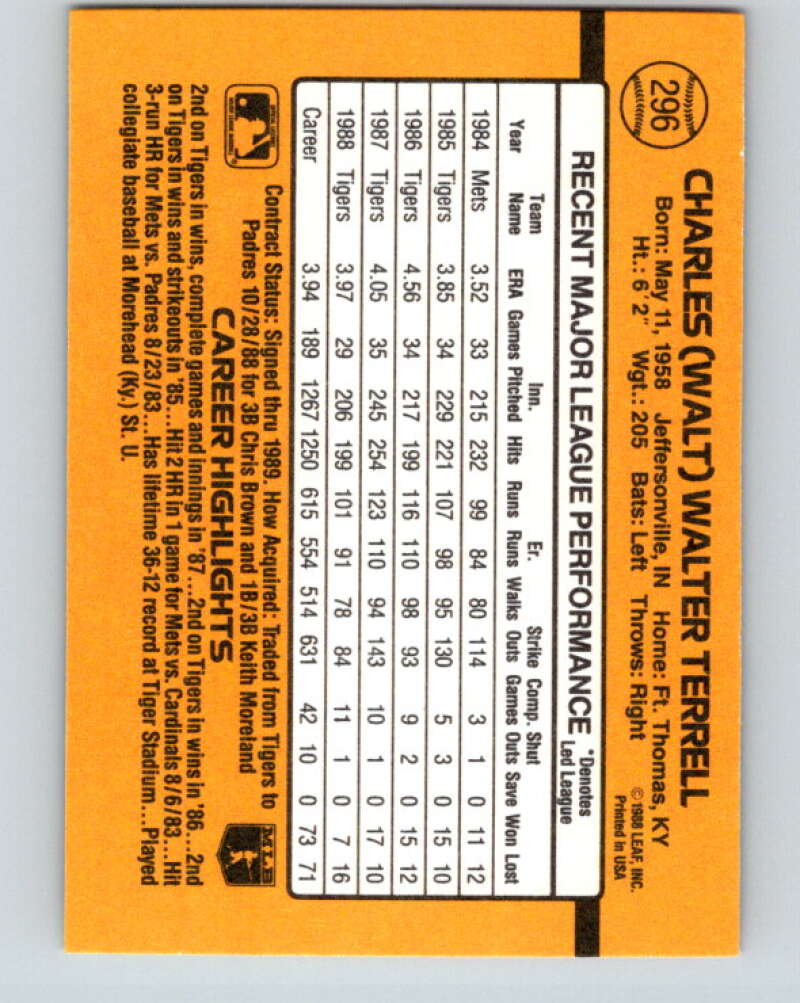 296
CHARLES (WALT) WALTER TERRELL
Born: May 11, 1958 Jeffersonville, IN Home: Ft. Thomas, KY
Ht.: 6'2" Wgt.: 205 Bats: Left Throws: Right
© 1988 LEAF, INC.
Printed in USA
RECENT MAJOR LEAGUE PERFORMANCE *Denotes Led League
Year Team Name ERA Games Inn. Pitched Hits Runs Er. Runs Walks Strike Outs Comp. Games Shut Outs Save Won Lost
1984 Mets 3.52 33 215 232 99 84 80 114 3 1 0 11 12
1985 Tigers 3.85 34 229 221 107 98 95 130 5 3 0 15 10
1986 Tigers 4.56 34 217 199 116 110 98 93 9 2 0 15 12
1987 Tigers 4.05 35 245 254 123 110 94 143 10 1 0 17 10
1988 Tigers 3.97 29 206 199 101 91 78 84 11 1 0 7 16
Career 3.94 189 1267 1250 615 554 514 631 42 10 0 73 71
Contract Status: Signed thru 1989. How Acquired: Traded from Tigers to
Padres 10/28/88 for 3B Chris Brown and 1B/3B Keith Moreland
MLB
CAREER HIGHLIGHTS
2nd on Tigers in wins, complete games and innings in '87...2nd on Tigers in wins in '86...2nd
on Tigers in wins and strikeouts in '85...Hit 2 HR in 1 game for Mets vs. Cardinals 8/6/83...Hit
3-run HR for Mets vs. Padres 8/23/83...Has lifetime 36-12 record at Tiger Stadium...Played
collegiate baseball at Morehead (Ky.) St. U.